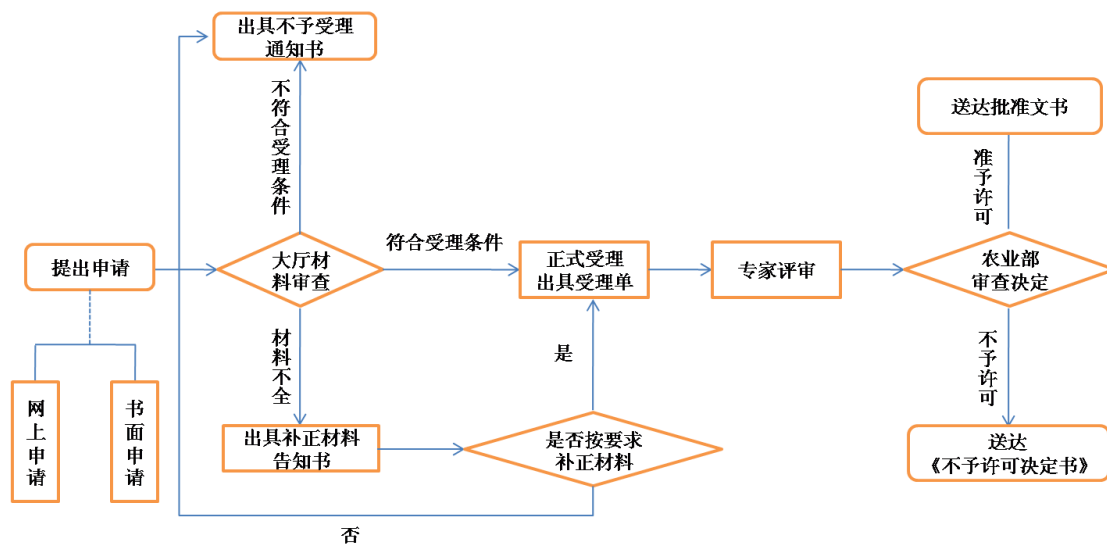 出具不予受理
通知书
不符合受理条件
送达批准文书
准予许可
提出申请
大厅材
料审查
符合受理条件
正式受理
出具受理单
专家评审
农业部
审查决定
材料不全
是
不予许可
网上申请
书面申请
出具补正材料
告知书
是否按要求
补正材料
送达
《不予许可决定书》
否